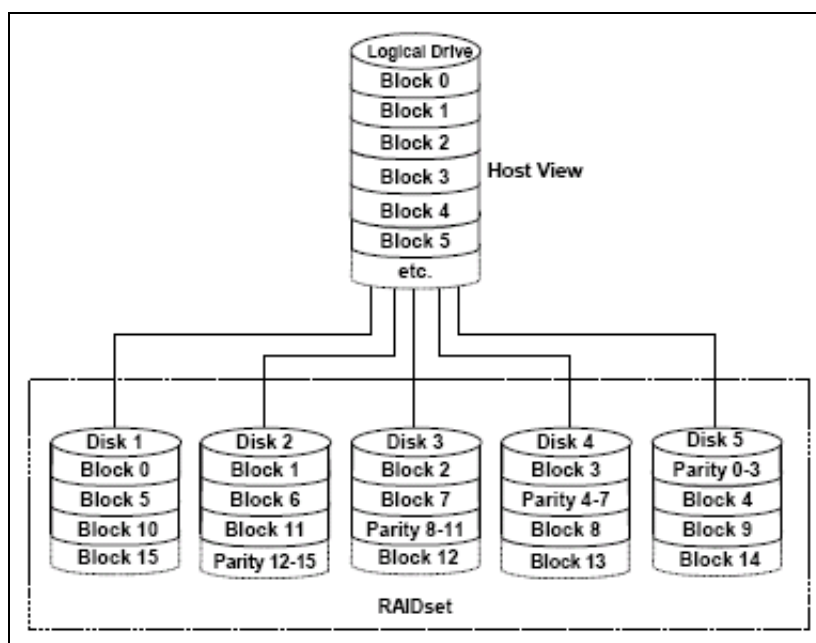 Logical Drive
Block 0
Block 1
Block 2
Block 3
Block 4
Block 5
etc.
Host View
Disk 1
Block 0
Block 5
Block 10
Block 15
Disk 2
Block 1
Block 6
Block 11
Parity 12-15
Disk 3
Block 2
Block 7
Parity 8-11
Block 12
Disk 4
Block 3
Parity 4-7
Block 8
Block 13
Disk 5
Parity 0-3
Block 4
Block 9
Block 14
RAIDset